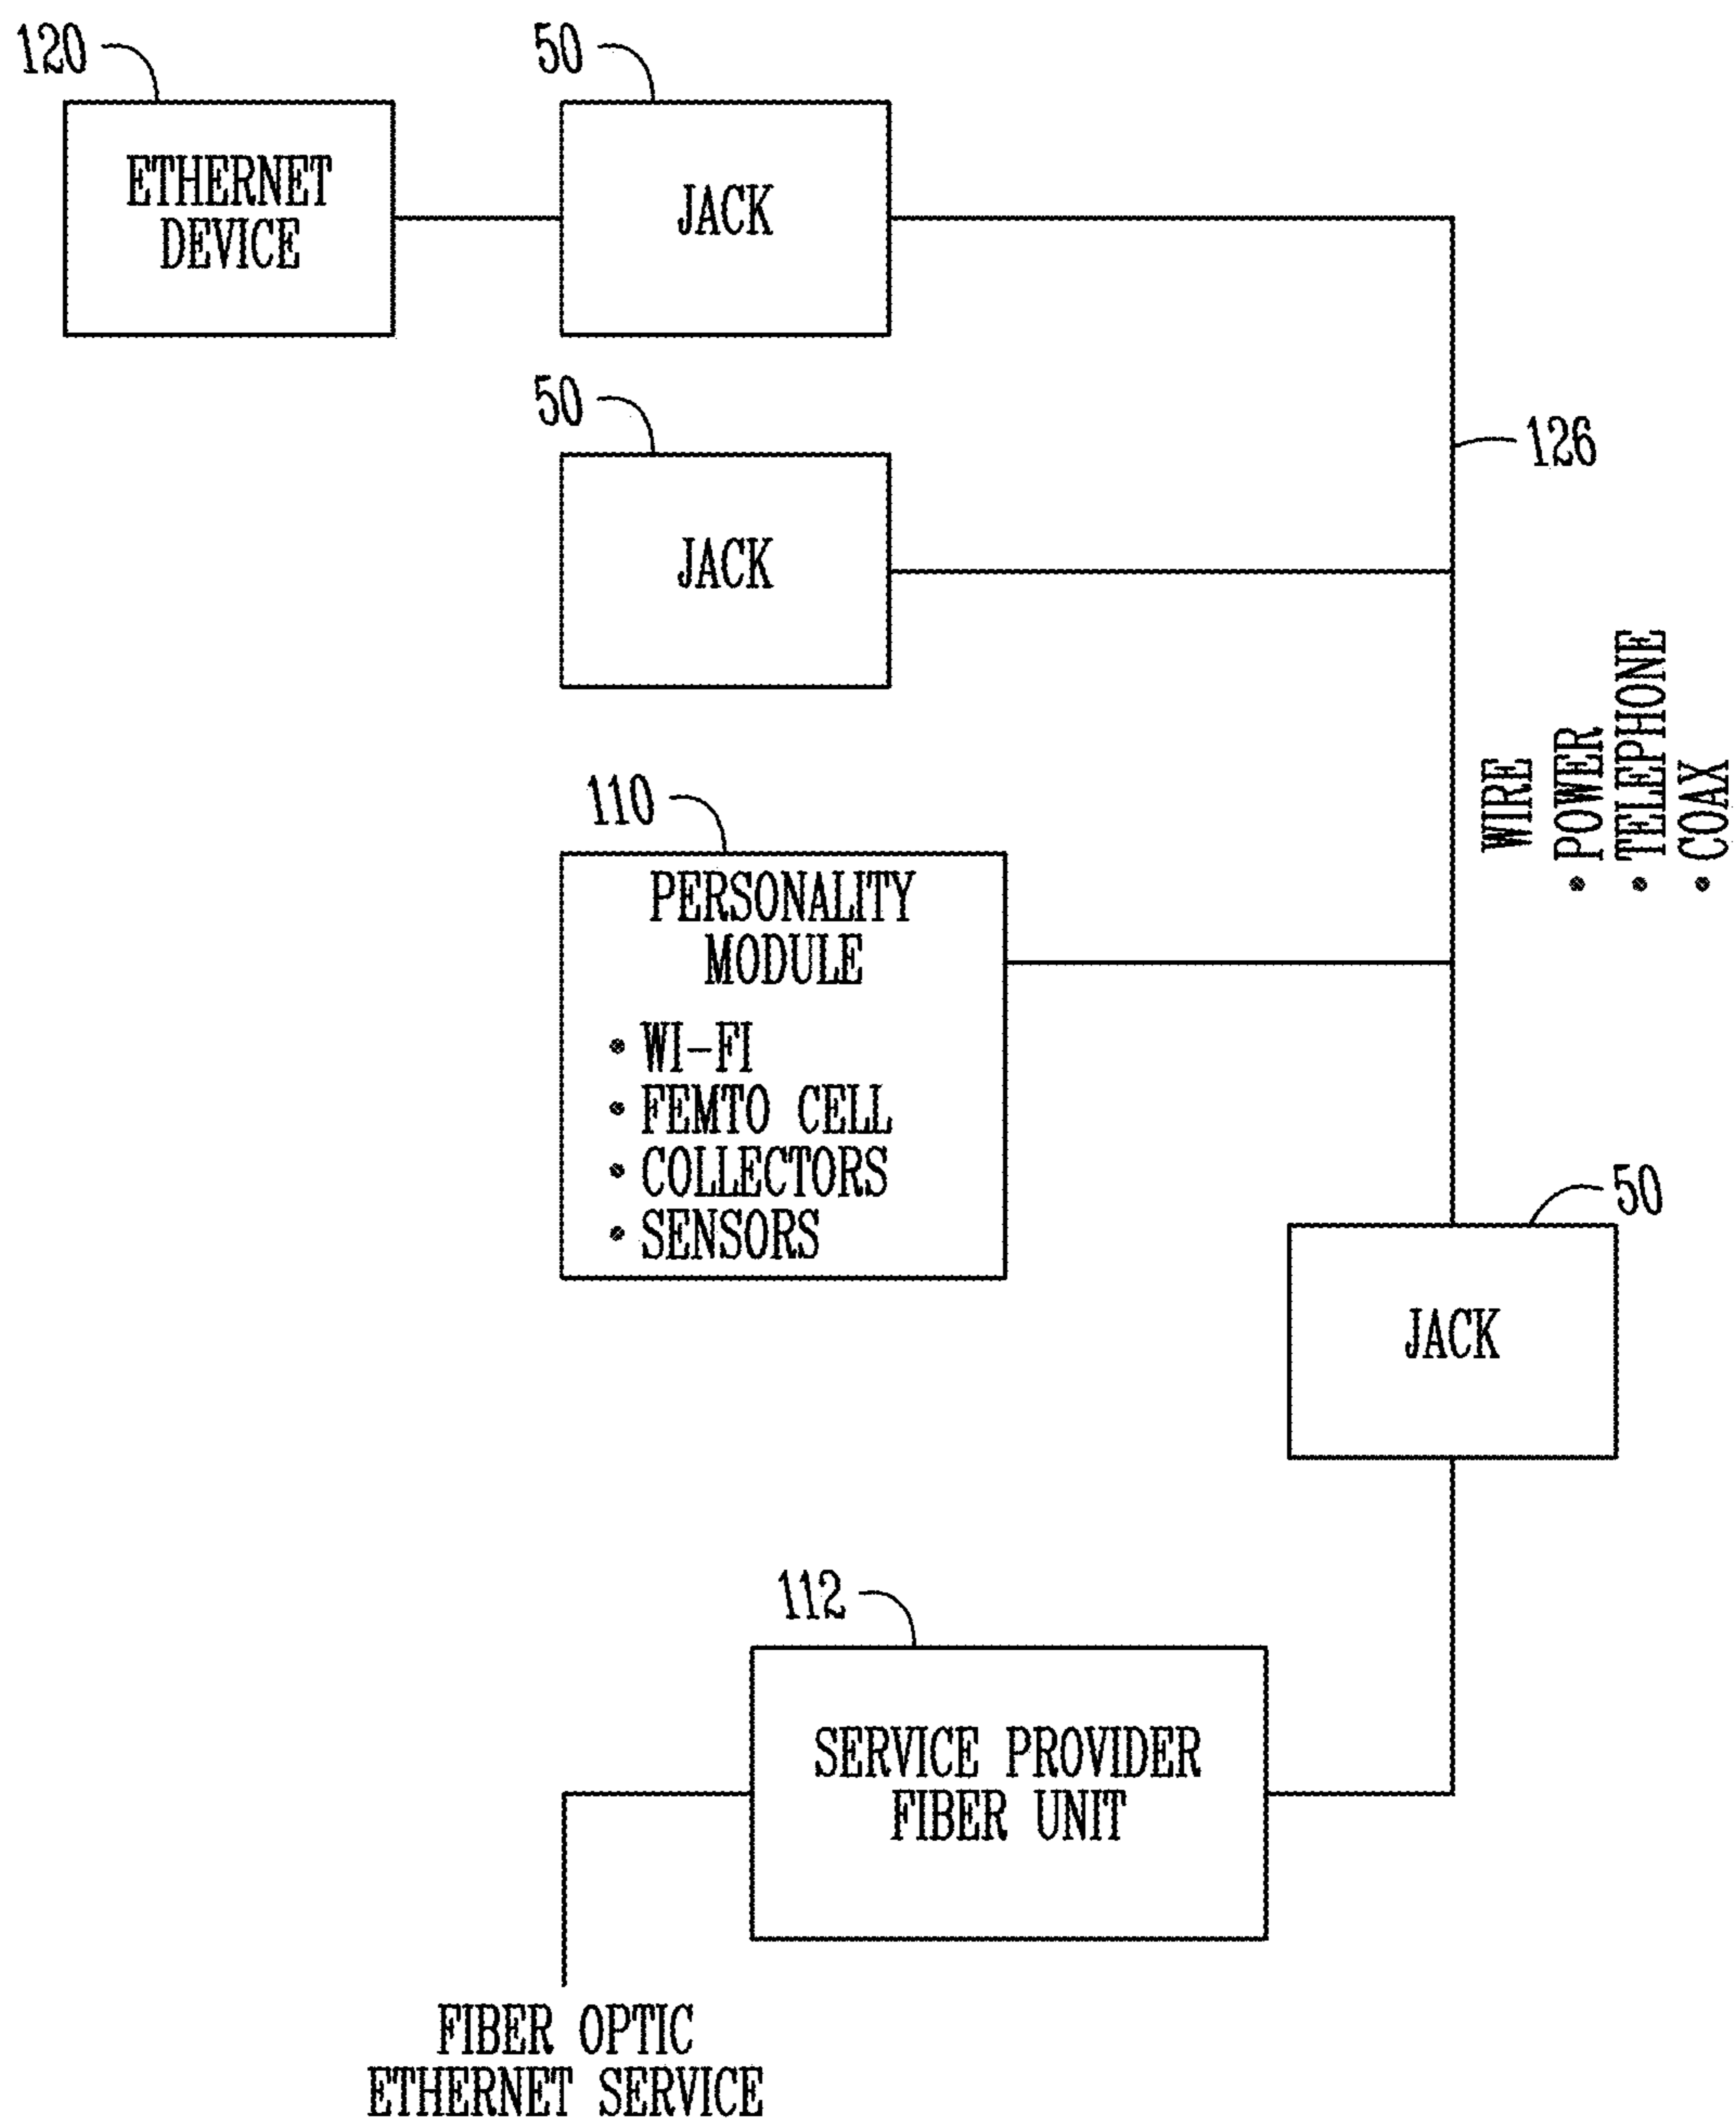 120
50
ETHERNET
DEVICE
JACK
50
126
JACK
WIRE
• POWER
• TELEPHONE
• COAX
110
PERSONALITY
MODULE
• WI-FI
• FEMTO CELL
• COLLECTORS
• SENSORS
50
JACK
112
SERVICE PROVIDER
FIBER UNIT
FIBER OPTIC
ETHERNET SERVICE